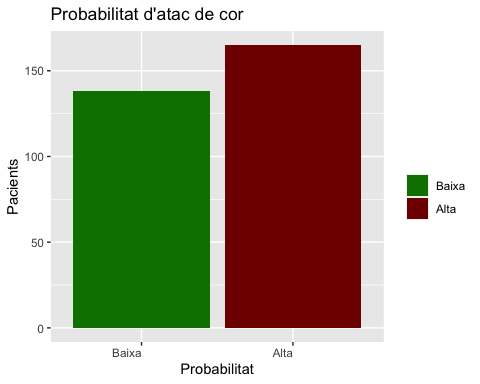 Probabilitat d'atac de cor
Pacients
150
100
50
0
Baixa
Alta
Probabilitat
Baixa
Alta